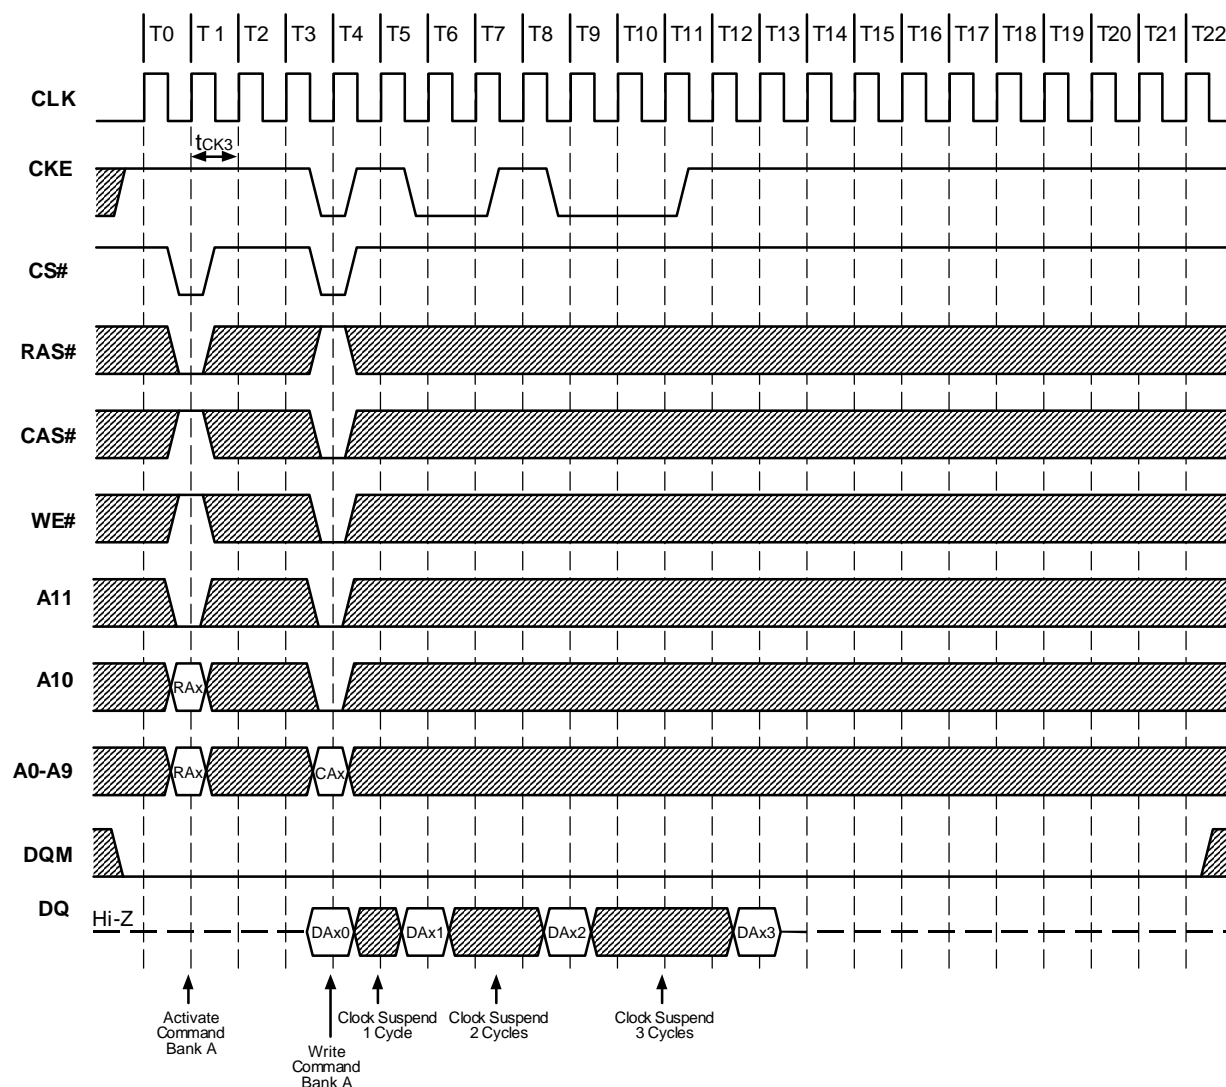 T0 T 1 T2 T3 T4 T5 T6 T7 T8 T9 T10 T11 T12 T13 T14 T15 T16 T17 T18 T19 T20 T21 T22
CLK
tCK3
CKE
CS#
RAS#
CAS#
WE#
A11
A10 RAx
A0-A9 RAx CAx
DQM
DQ
Hi-Z DAx0 DAx1 DAx2 DAx3
Activate
Command
Bank A
Write
Command
Bank A
Clock Suspend
1 Cycle
Clock Suspend
2 Cycles
Clock Suspend
3 Cycles